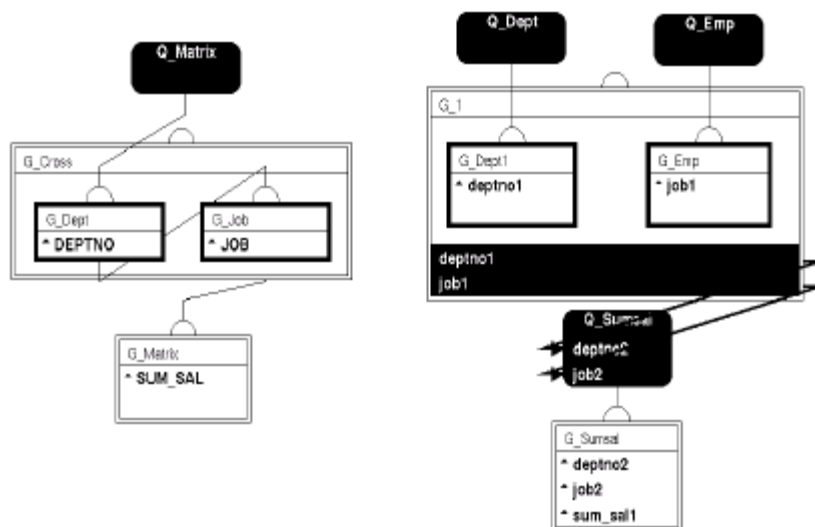 Q_Matrix
G_Cross
G_Dept
^ DEPTNO
G_Job
^ JOB
G_Matrix
^ SUM_SAL
Q_Dept
Q_Emp
G_1
G_Dept1
^ deptno1
G_Emp
^ job1
deptno1
job1
Q_Sumsal
deptno2
job2
G_Sumsal
^ deptno2
^ job2
^ sum_sal1